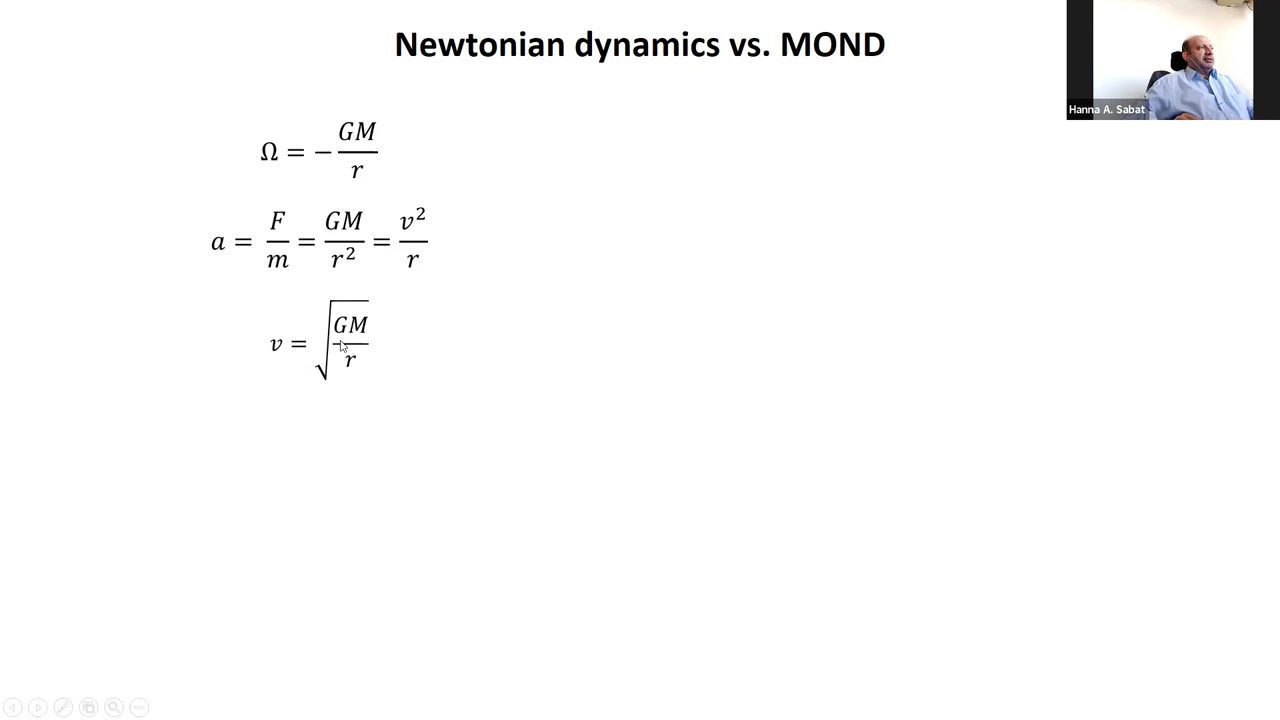 Newtonian dynamics vs. MOND
Hanna A. Sabat
Ω = −GM/r
a = F/m = GM/r² = v²/r
v = √(GM/r)